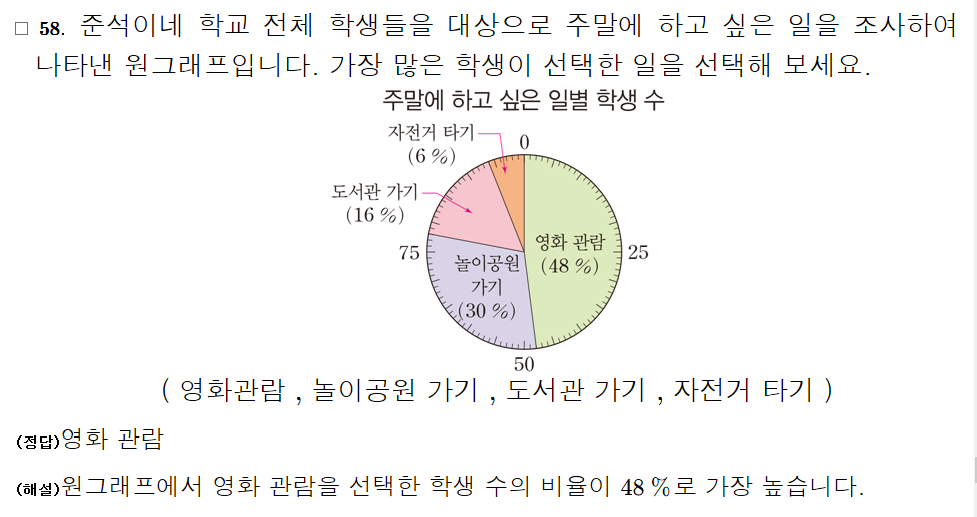 □ 58. 준석이네 학교 전체 학생들을 대상으로 주말에 하고 싶은 일을 조사하여
나타낸 원그래프입니다. 가장 많은 학생이 선택한 일을 선택해 보세요.
주말에 하고 싶은 일별 학생 수
자전거 타기
(6 %)
0
도서관 가기
(16 %)
영화 관람
(48 %)
75
25
놀이공원
가기
(30 %)
50
( 영화관람 , 놀이공원 가기 , 도서관 가기 , 자전거 타기 )
(정답)영화 관람
(해설)원그래프에서 영화 관람을 선택한 학생 수의 비율이 48 %로 가장 높습니다.